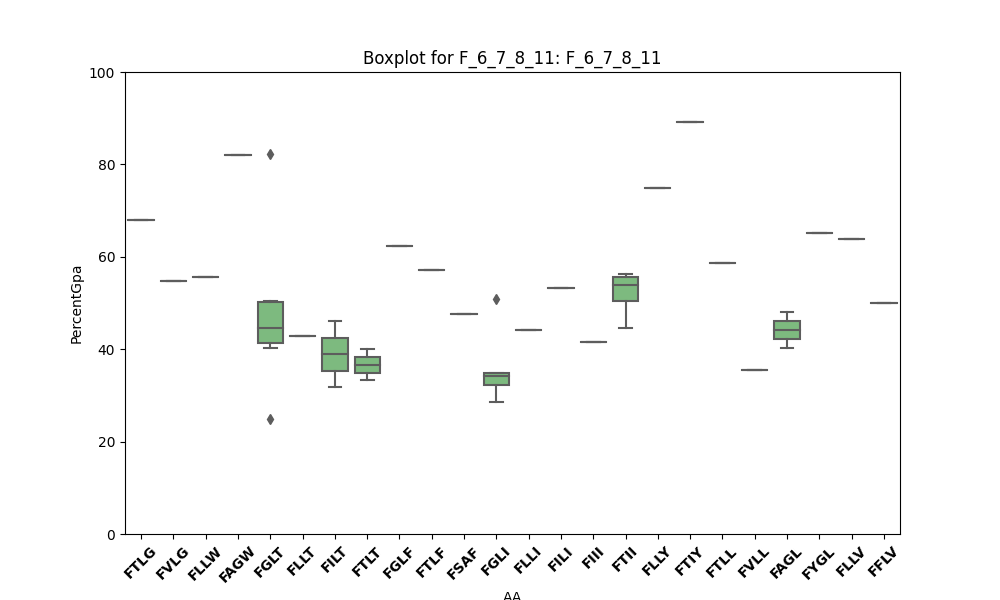 Boxplot for F_6_7_8_11: F_6_7_8_11
100
80
60
40
20
0
PercentGpa
FTLG FVLG FLLW FAGW FGLT FLLT FILT FTLT FGLF FTLF FSAF FGLI FLLI FILI FIII FTII FLLY FTIY FTLL FVLL FAGL FYGL FLLV FFLV
AA